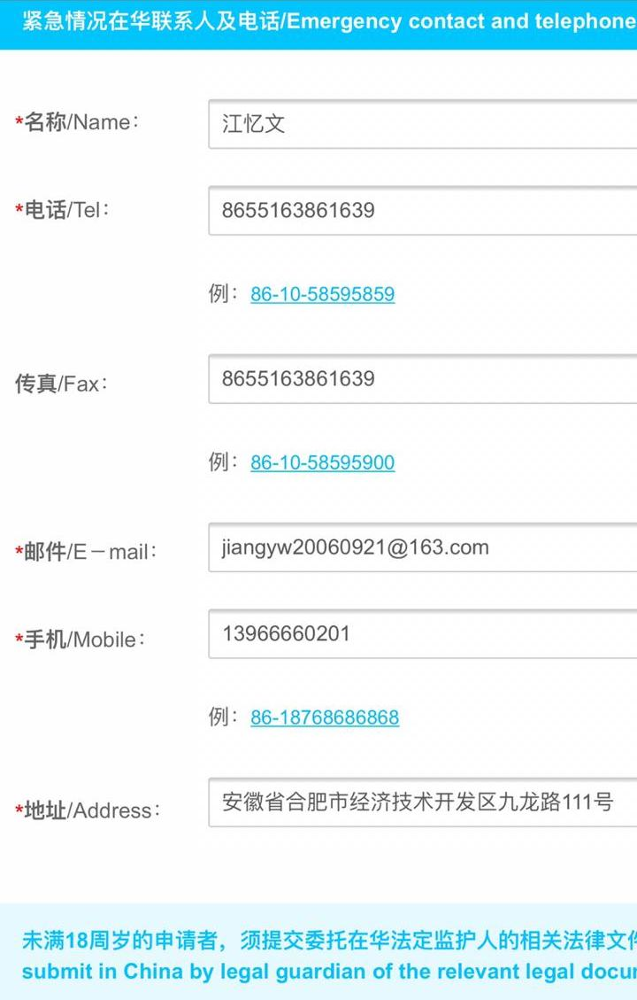 紧急情况在华联系人及电话/Emergency contact and telephone
*名称/Name：
江忆文
*电话/Tel：
8655163861639
例： 86-10-58595859
传真/Fax：
8655163861639
例： 86-10-58595900
*邮件/E－mail：
jiangyw20060921@163.com
*手机/Mobile：
13966660201
例： 86-18768686868
*地址/Address：
安徽省合肥市经济技术开发区九龙路111号
未满18周岁的申请者，须提交委托在华法定监护人的相关法律文件
submit in China by legal guardian of the relevant legal docu